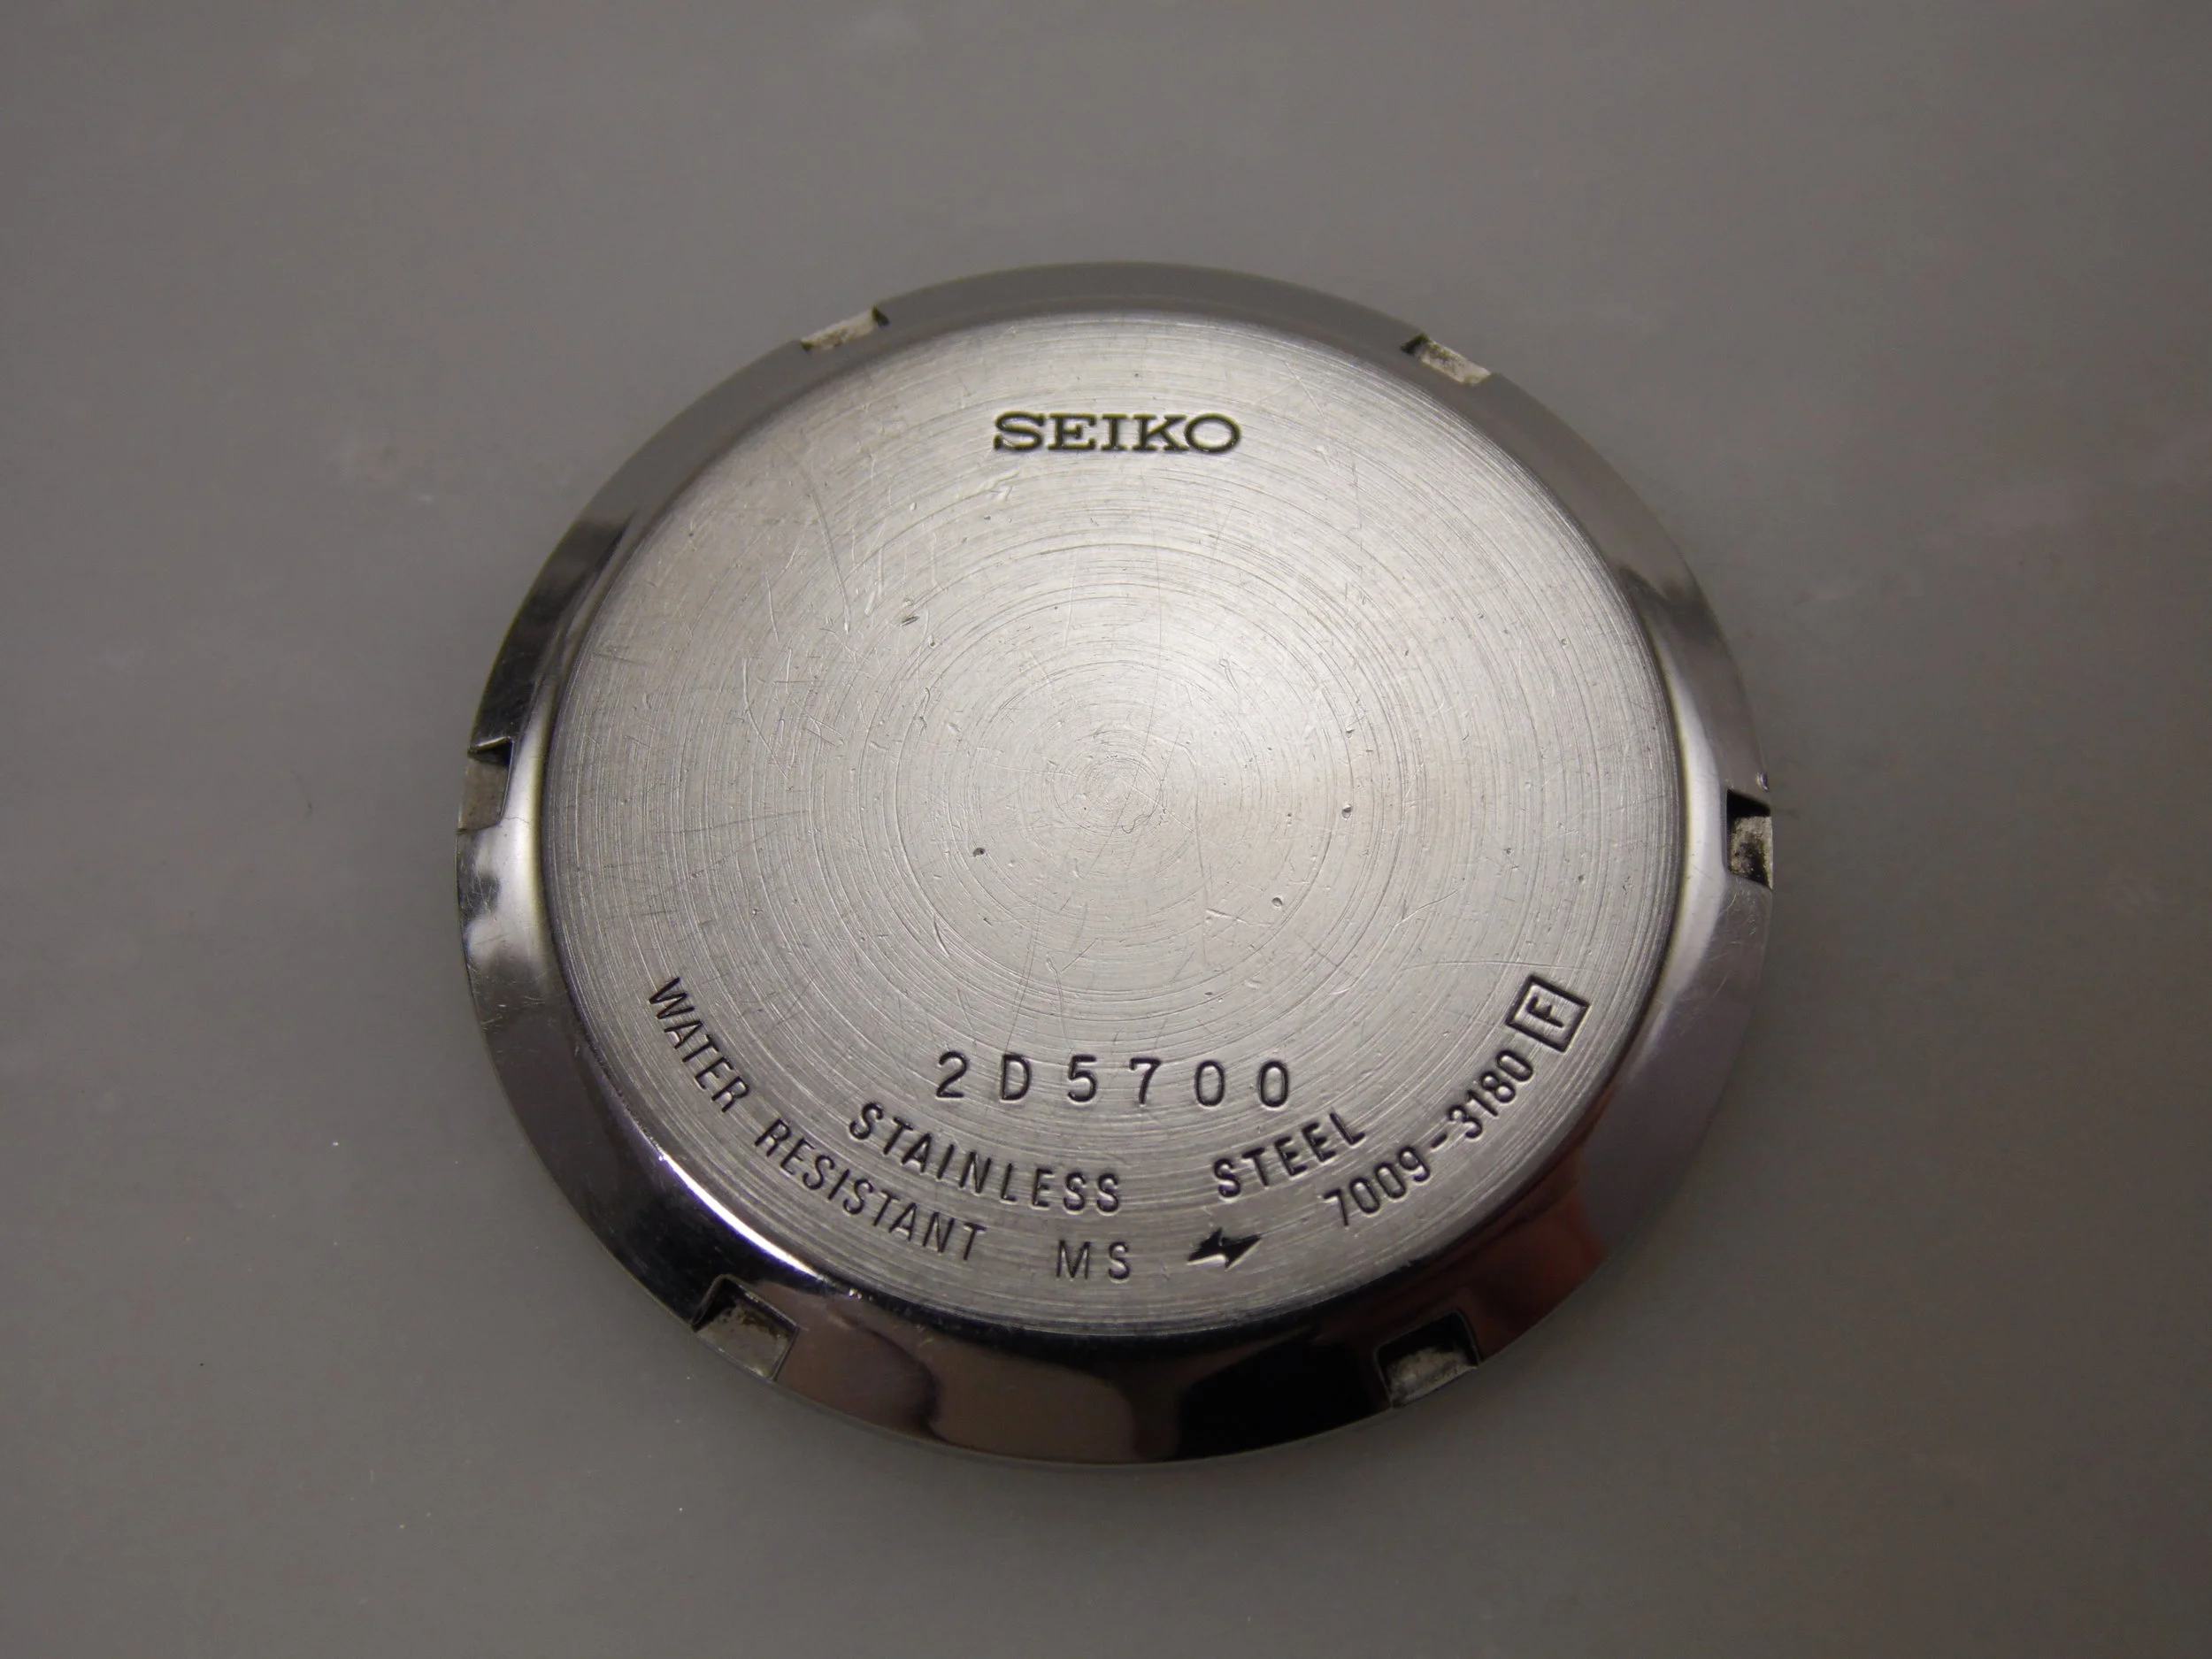 SEIKO
2D5700
STAINLESS STEEL
WATER RESISTANT MS 7009-3180 F